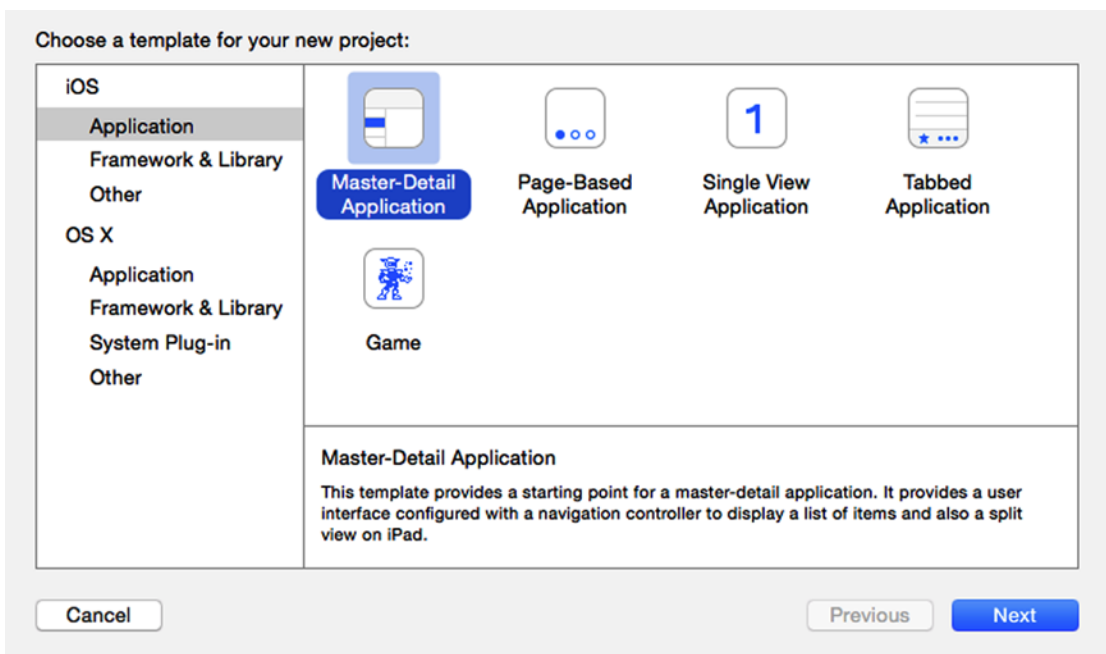 Choose a template for your new project:
iOS
Application
Framework & Library
Other
OS X
Application
Framework & Library
System Plug-in
Other
Master-Detail
Application
Page-Based
Application
1
Single View
Application
Tabbed
Application
Game
Master-Detail Application
This template provides a starting point for a master-detail application. It provides a user
interface configured with a navigation controller to display a list of items and also a split
view on iPad.
Cancel
Previous
Next